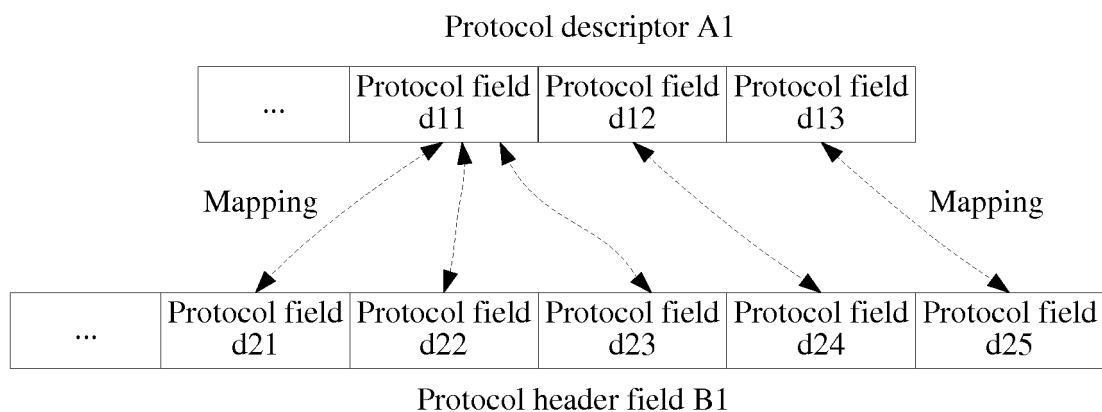 Protocol descriptor A1
... Protocol field d11 Protocol field d12 Protocol field d13
Mapping Mapping
... Protocol field d21 Protocol field d22 Protocol field d23 Protocol field d24 Protocol field d25
Protocol header field B1